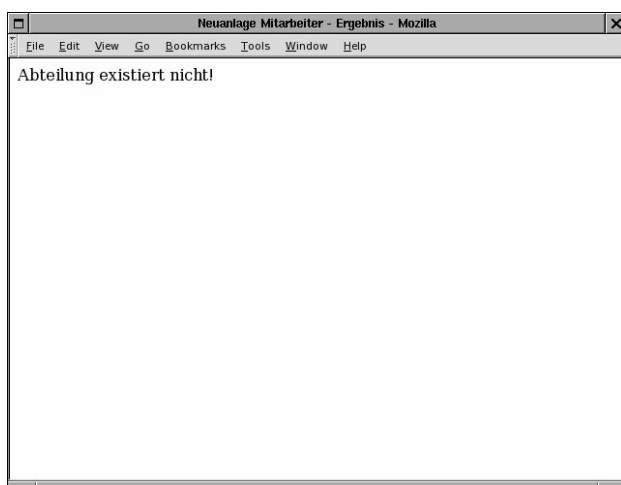 Neuanlage Mitarbeiter - Ergebnis - Mozilla
File Edit View Go Bookmarks Tools Window Help
Abteilung existiert nicht!